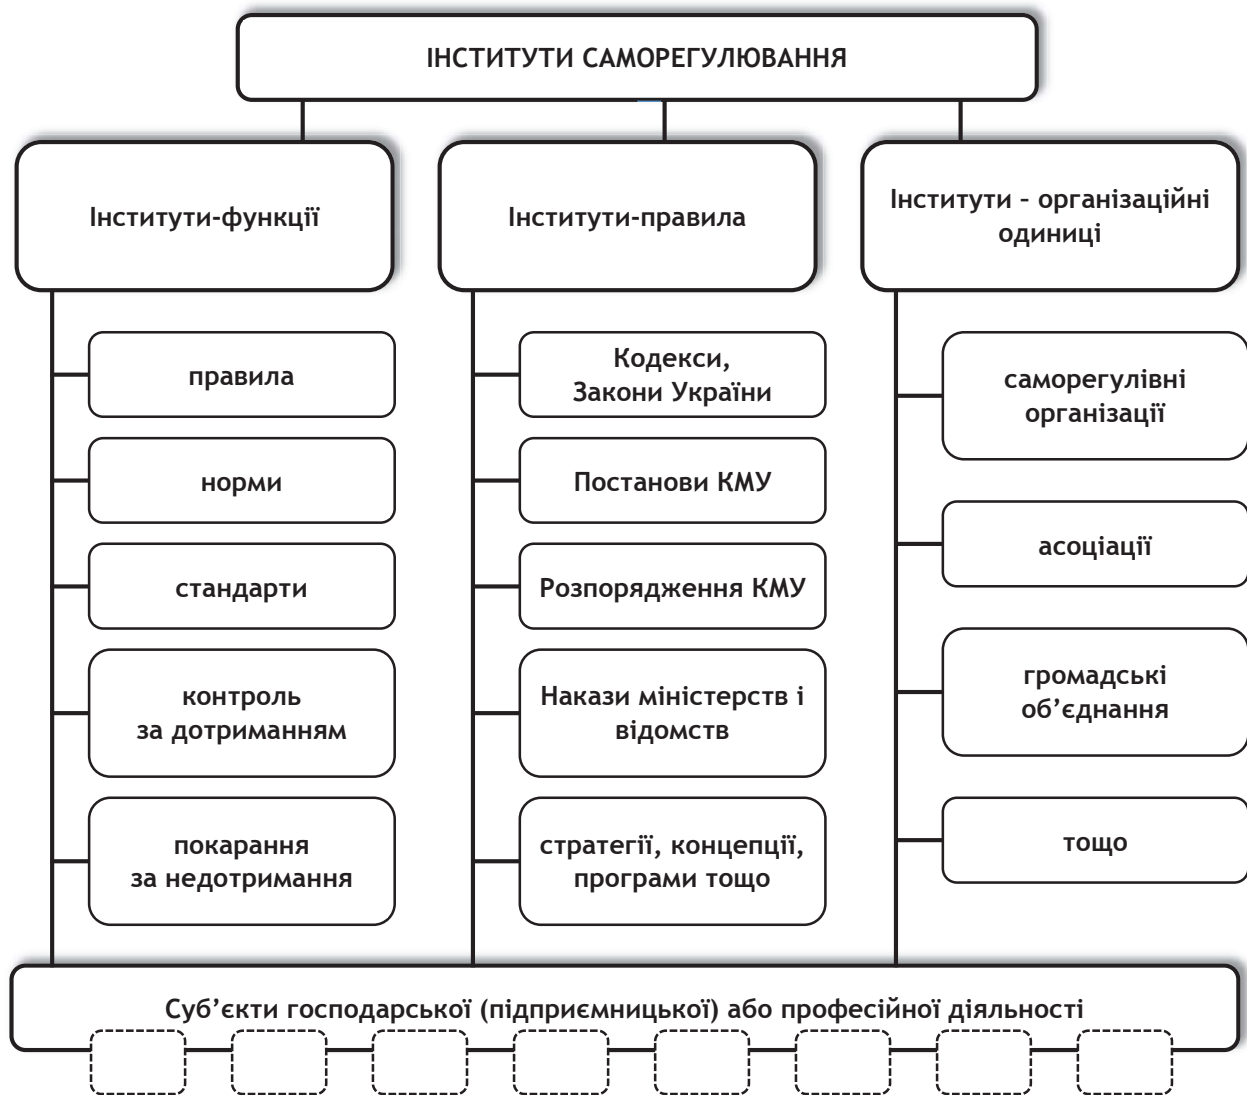 ІНСТИТУТИ САМОРЕГУЛЮВАННЯ
Інститути-функції
правила
норми
стандарти
контроль
за дотриманням
покарання
за недотримання
Інститути-правила
Кодекси,
Закони України
Постанови КМУ
Розпорядження КМУ
Накази міністерств і
відомств
стратегії, концепції,
програми тощо
Інститути – організаційні
одиниці
саморегулівні
організації
асоціації
громадські
об’єднання
тощо
Суб’єкти господарської (підприємницької) або професійної діяльності